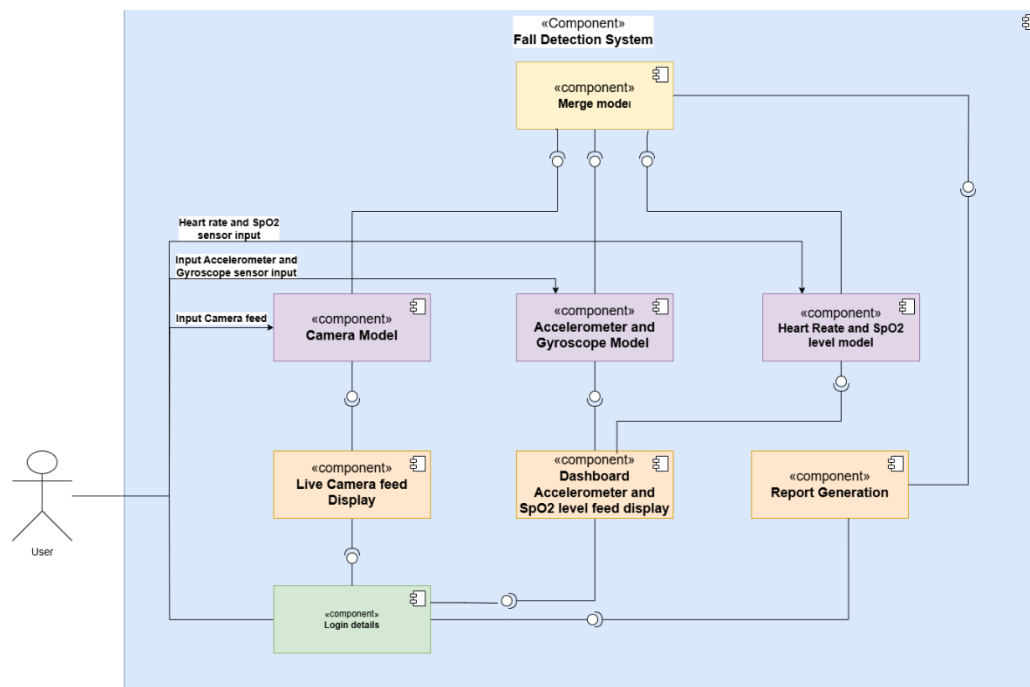 «Component»
Fall Detection System
«component»
Merge model
Heart rate and SpO2
sensor input
Input Accelerometer and
Gyroscope sensor input
Input Camera feed
«component»
Camera Model
«component»
Accelerometer and
Gyroscope Model
«component»
Heart Reate and SpO2
level model
«component»
Live Camera feed
Display
«component»
Dashboard
Accelerometer and
SpO2 level feed display
«component»
Report Generation
User
«component»
Login details